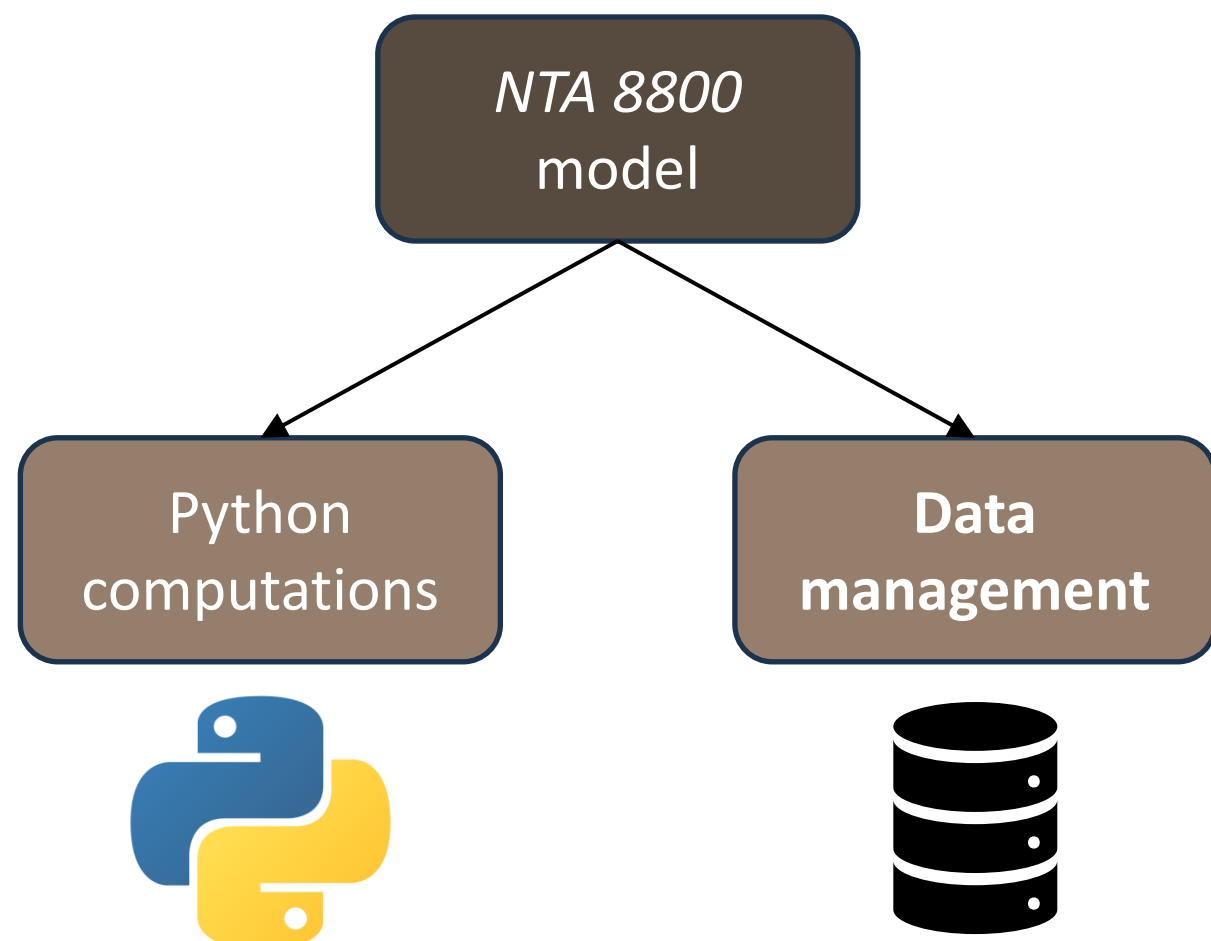 NTA 8800
model
Python
computations
Data
management